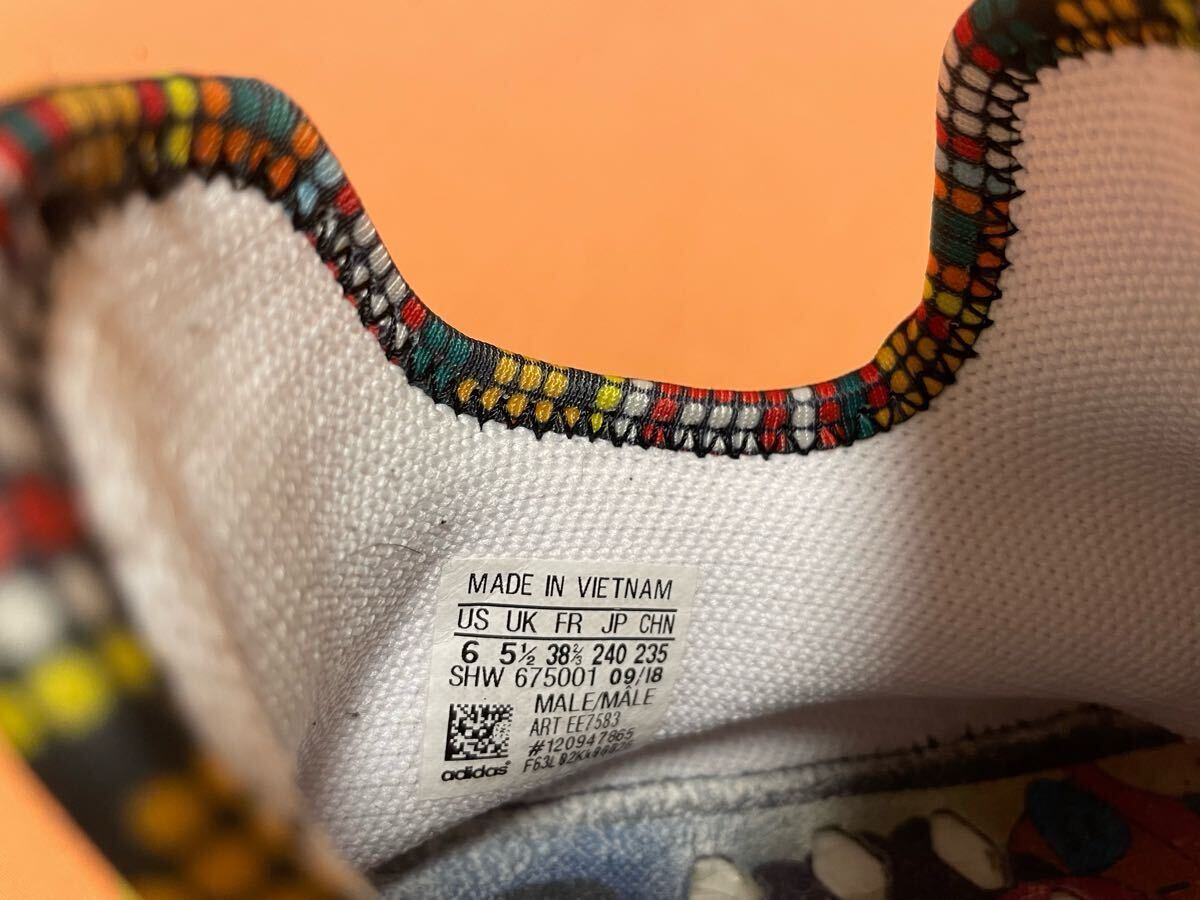 MADE IN VIETNAM
US UK FR JP CHN
6 5½ 38⅔ 240 235
SHW 675001 09/18
MALE/MÂLE
ART EE7583
#120947865
adidas